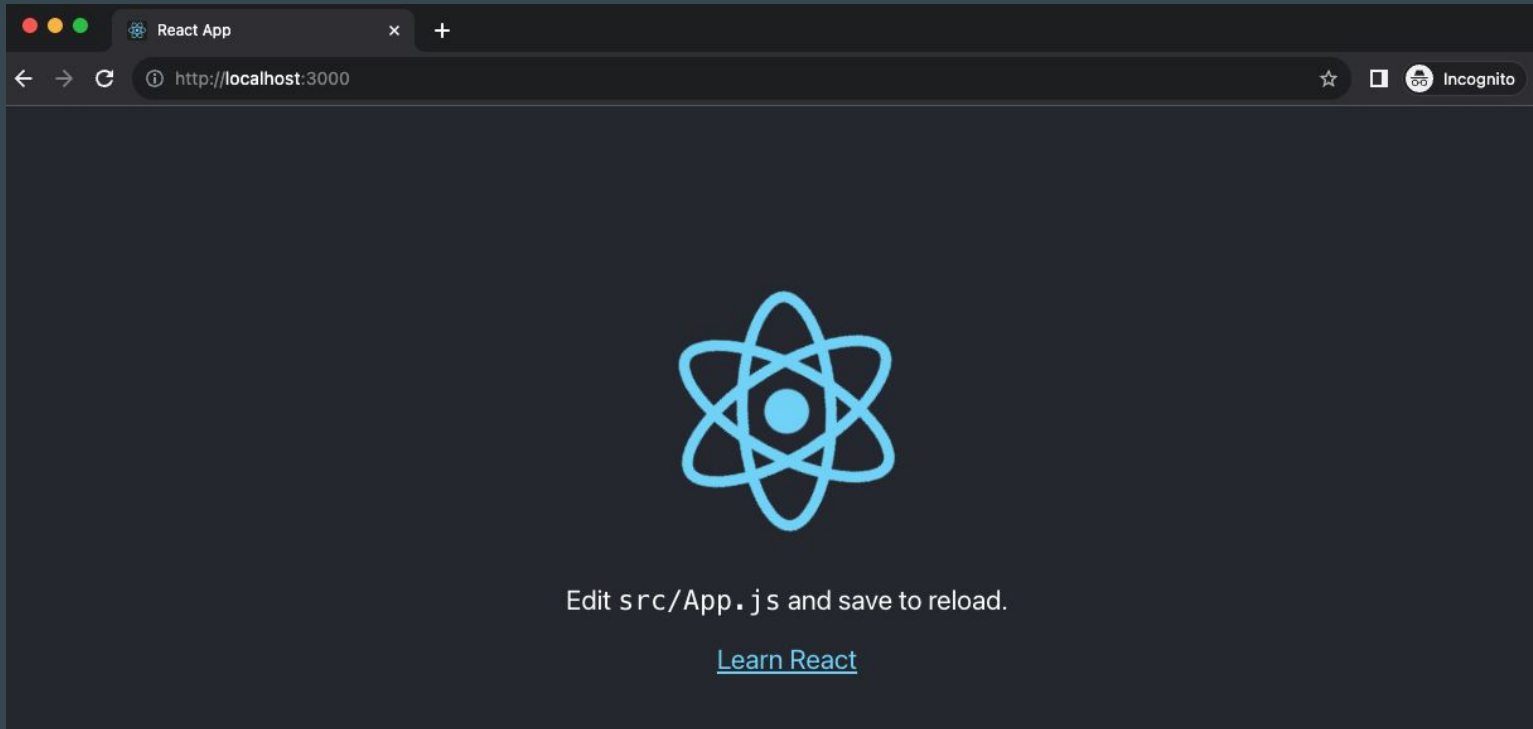 React App
http://localhost:3000
Incognito
Edit src/App.js and save to reload.
Learn React